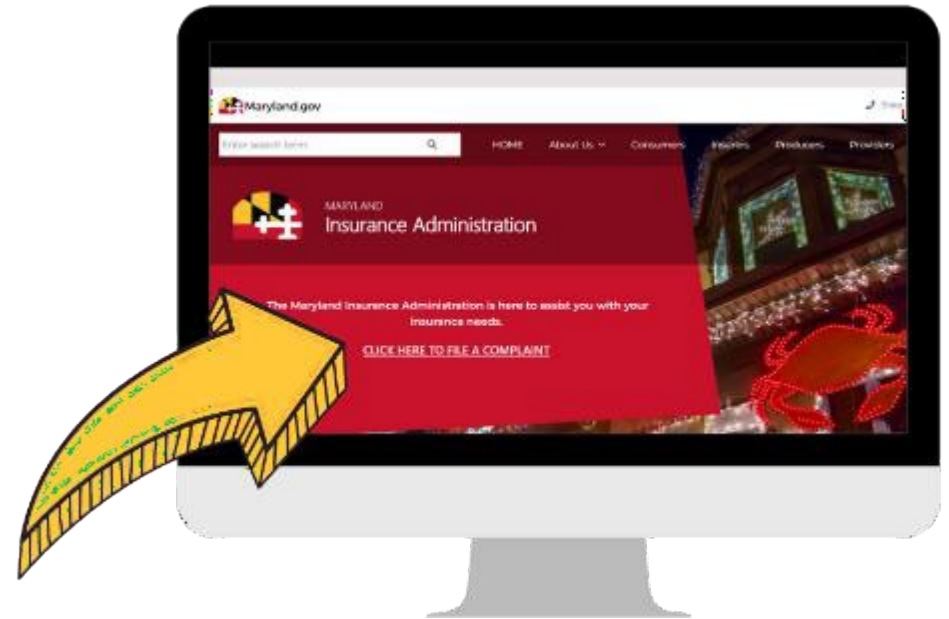 Maryland.gov
Enter search term
HOME About Us Consumers Insurers Producers Providers
MARYLAND
Insurance Administration
The Maryland Insurance Administration is here to assist you with your
insurance needs.
CLICK HERE TO FILE A COMPLAINT